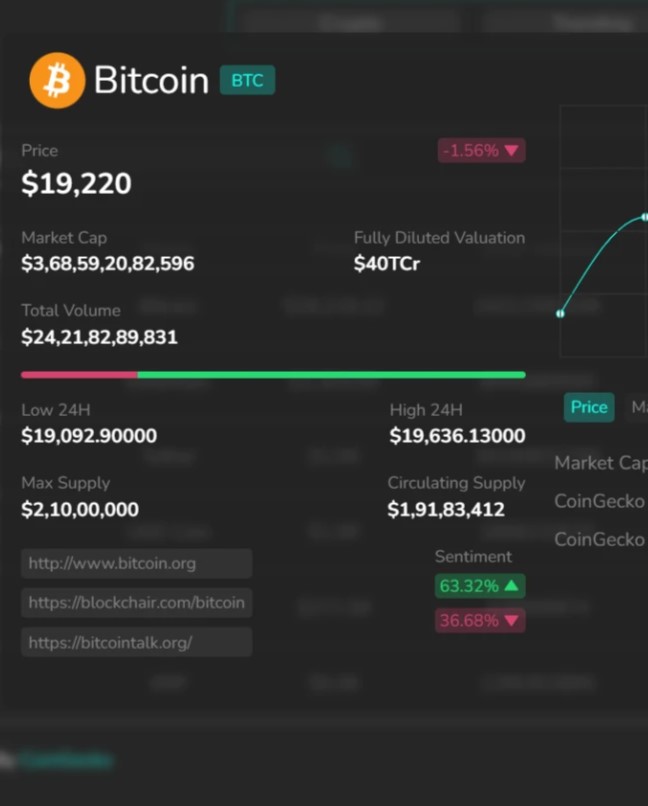 Bitcoin BTC
Price
-1.56%
$19,220
Market Cap
$3,68,59,20,82,596
Fully Diluted Valuation
$40TCr
Total Volume
$24,21,82,89,831
Low 24H
$19,092.90000
High 24H
$19,636.13000
Max Supply
$2,10,00,000
Circulating Supply
$1,91,83,412
http://www.bitcoin.org
https://blockchair.com/bitcoin
https://bitcointalk.org/
Sentiment
63.32%
36.68%
Price Ma
Market Cap
CoinGecko
CoinGecko